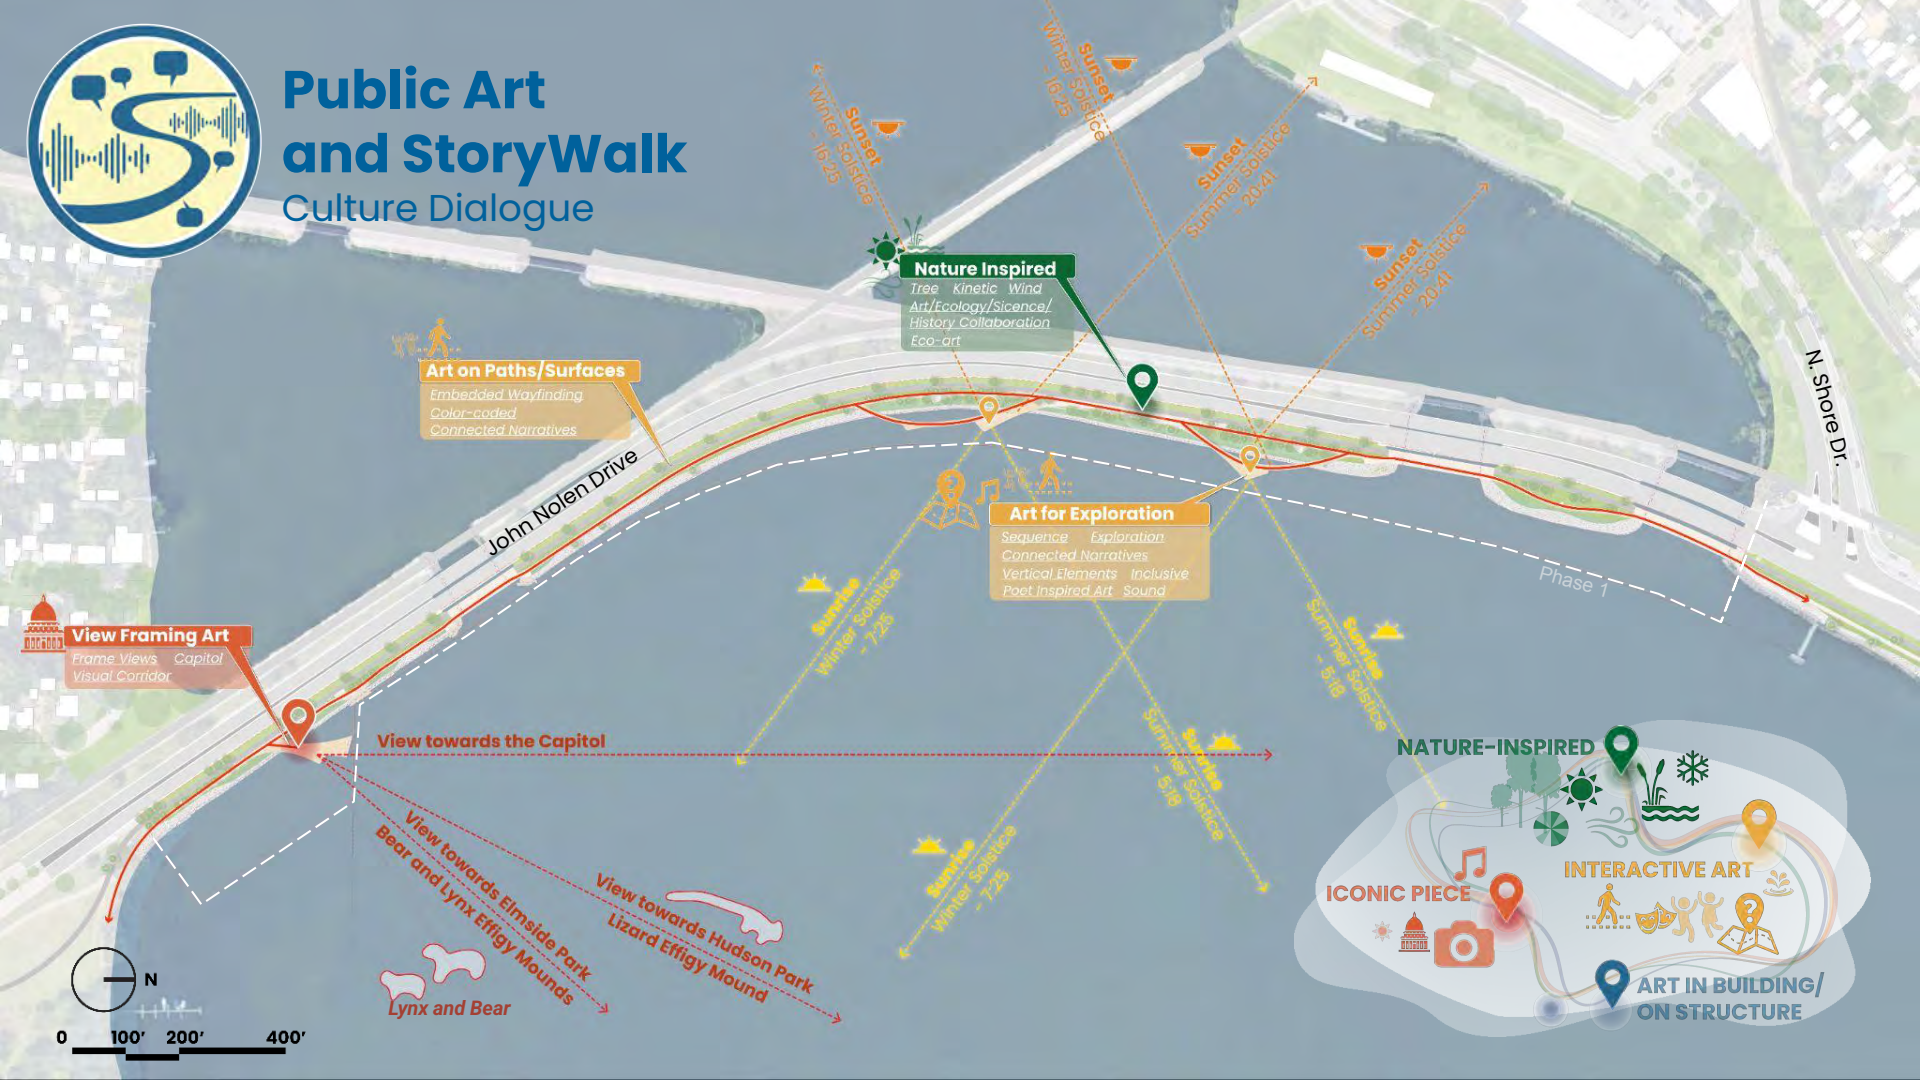 Public Art
and StoryWalk
Culture Dialogue
Sunset
Winter Solstice
- 16:25
Sunset
Winter Solstice
- 16:25
Sunset
Summer Solstice
- 20:41
Sunset
Summer Solstice
- 20:41
Nature Inspired
Tree Kinetic Wind
Art/Ecology/Sicence/
History Collaboration
Eco-art
Art on Paths/Surfaces
Embedded Wayfinding
Color-coded
Connected Narratives
John Nolen Drive
N. Shore Dr.
Art for Exploration
Sequence Exploration
Connected Narratives
Vertical Elements Inclusive
Poet Inspired Art Sound
Phase 1
View Framing Art
Frame Views Capitol
Visual Corridor
Sunrise
Winter Solstice
- 7:25
Sunrise
Summer Solstice
- 5:18
Sunrise
Summer Solstice
- 5:18
Sunrise
Winter Solstice
- 7:25
View towards the Capitol
View towards Elmside Park
Bear and Lynx Effigy Mounds
View towards Hudson Park
Lizard Effigy Mound
Lynx and Bear
NATURE-INSPIRED
INTERACTIVE ART
ICONIC PIECE
?
ART IN BUILDING/
ON STRUCTURE
N
0 100' 200' 400'